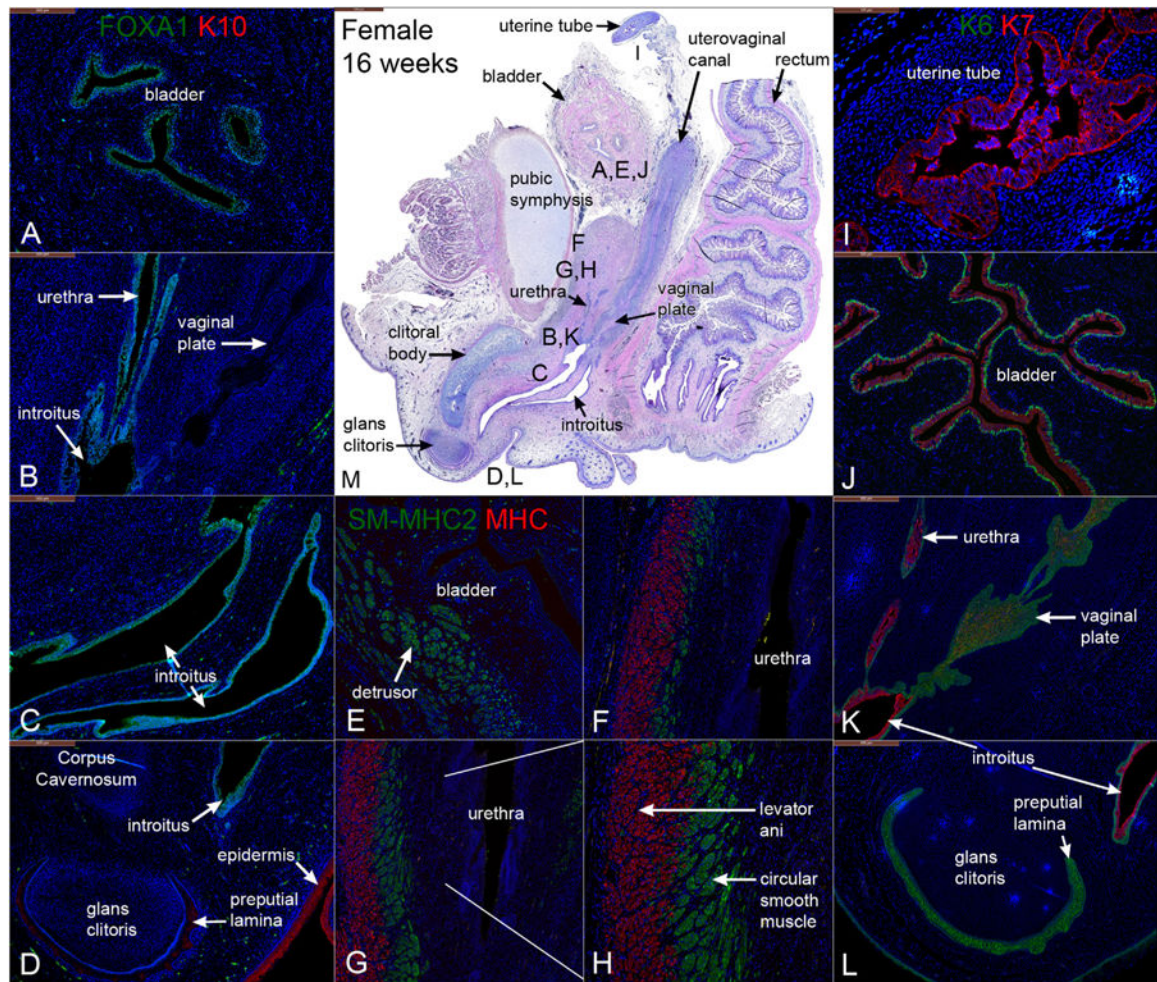 FOXA1 K10
bladder
A
urethra
vaginal
plate
introitus
B
introitus
C
Corpus
Cavernosum
introitus
epidermis
glans
clitoris
preputial
lamina
D
Female
16 weeks
uterine tube
I
uterovaginal
canal
rectum
bladder
A,E,J
pubic
symphysis
F
G,H
urethra
vaginal
plate
clitoral
body
B,K
C
glans
clitoris
introitus
D,L
M
SM-MHC2 MHC
bladder
detrusor
E
urethra
F
urethra
G
levator
ani
circular
smooth
muscle
H
K6 K7
uterine tube
I
bladder
J
urethra
vaginal
plate
K
introitus
preputial
lamina
glans
clitoris
L